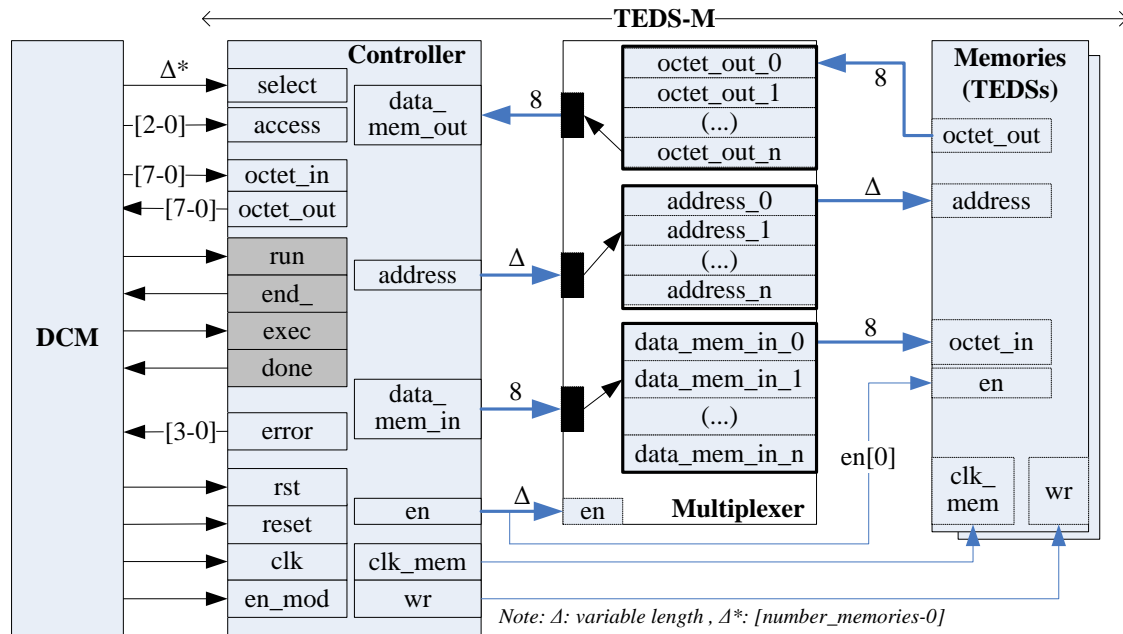 TEDS-M
DCM
Δ*
[2-0]
[7-0]
[7-0]
[3-0]
Controller
select
access
octet_in
octet_out
run
end_
exec
done
error
rst
reset
clk
en_mod
data_
mem_out
address
data_
mem_in
en
clk_mem
wr
8
Δ
8
Δ
octet_out_0
octet_out_1
(...)
octet_out_n
address_0
address_1
(...)
address_n
data_mem_in_0
data_mem_in_1
(...)
data_mem_in_n
en
Multiplexer
8
Δ
8
en[0]
Memories
(TEDSs)
octet_out
address
octet_in
en
clk_
mem
wr
Note: Δ: variable length , Δ*: [number_memories-0]